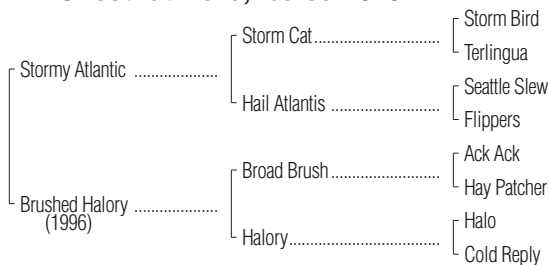 Storm Bird
Storm Cat
Terlingua
Stormy Atlantic
Seattle Slew
Hail Atlantis
Flippers
Ack Ack
Broad Brush
Hay Patcher
Brushed Halory
(1996)
Halo
Halory
Cold Reply